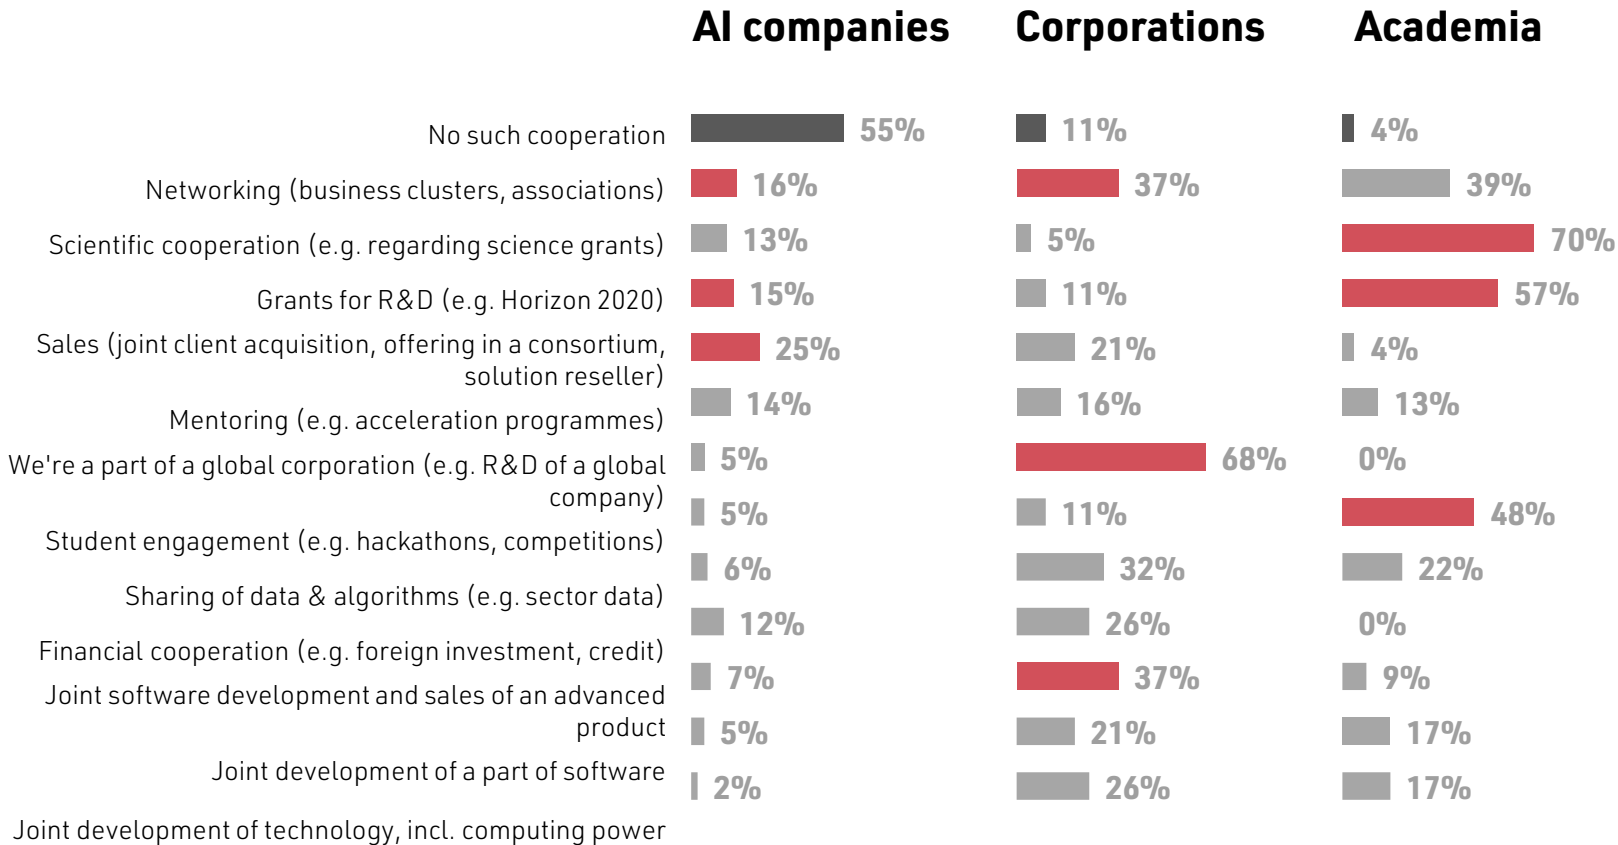 AI companies Corporations Academia
No such cooperation 55% 11% 4%
Networking (business clusters, associations) 16% 37% 39%
Scientific cooperation (e.g. regarding science grants) 13% 5% 70%
Grants for R&D (e.g. Horizon 2020) 15% 11% 57%
Sales (joint client acquisition, offering in a consortium, 25% 21% 4%
solution reseller)
Mentoring (e.g. acceleration programmes) 14% 16% 13%
We're a part of a global corporation (e.g. R&D of a global 5% 68% 0%
company)
5% 11% 48%
Student engagement (e.g. hackathons, competitions)
6% 32% 22%
Sharing of data & algorithms (e.g. sector data)
12% 26% 0%
Financial cooperation (e.g. foreign investment, credit)
7% 37% 9%
Joint software development and sales of an advanced
product 5% 21% 17%
Joint development of a part of software
2% 26% 17%
Joint development of technology, incl. computing power